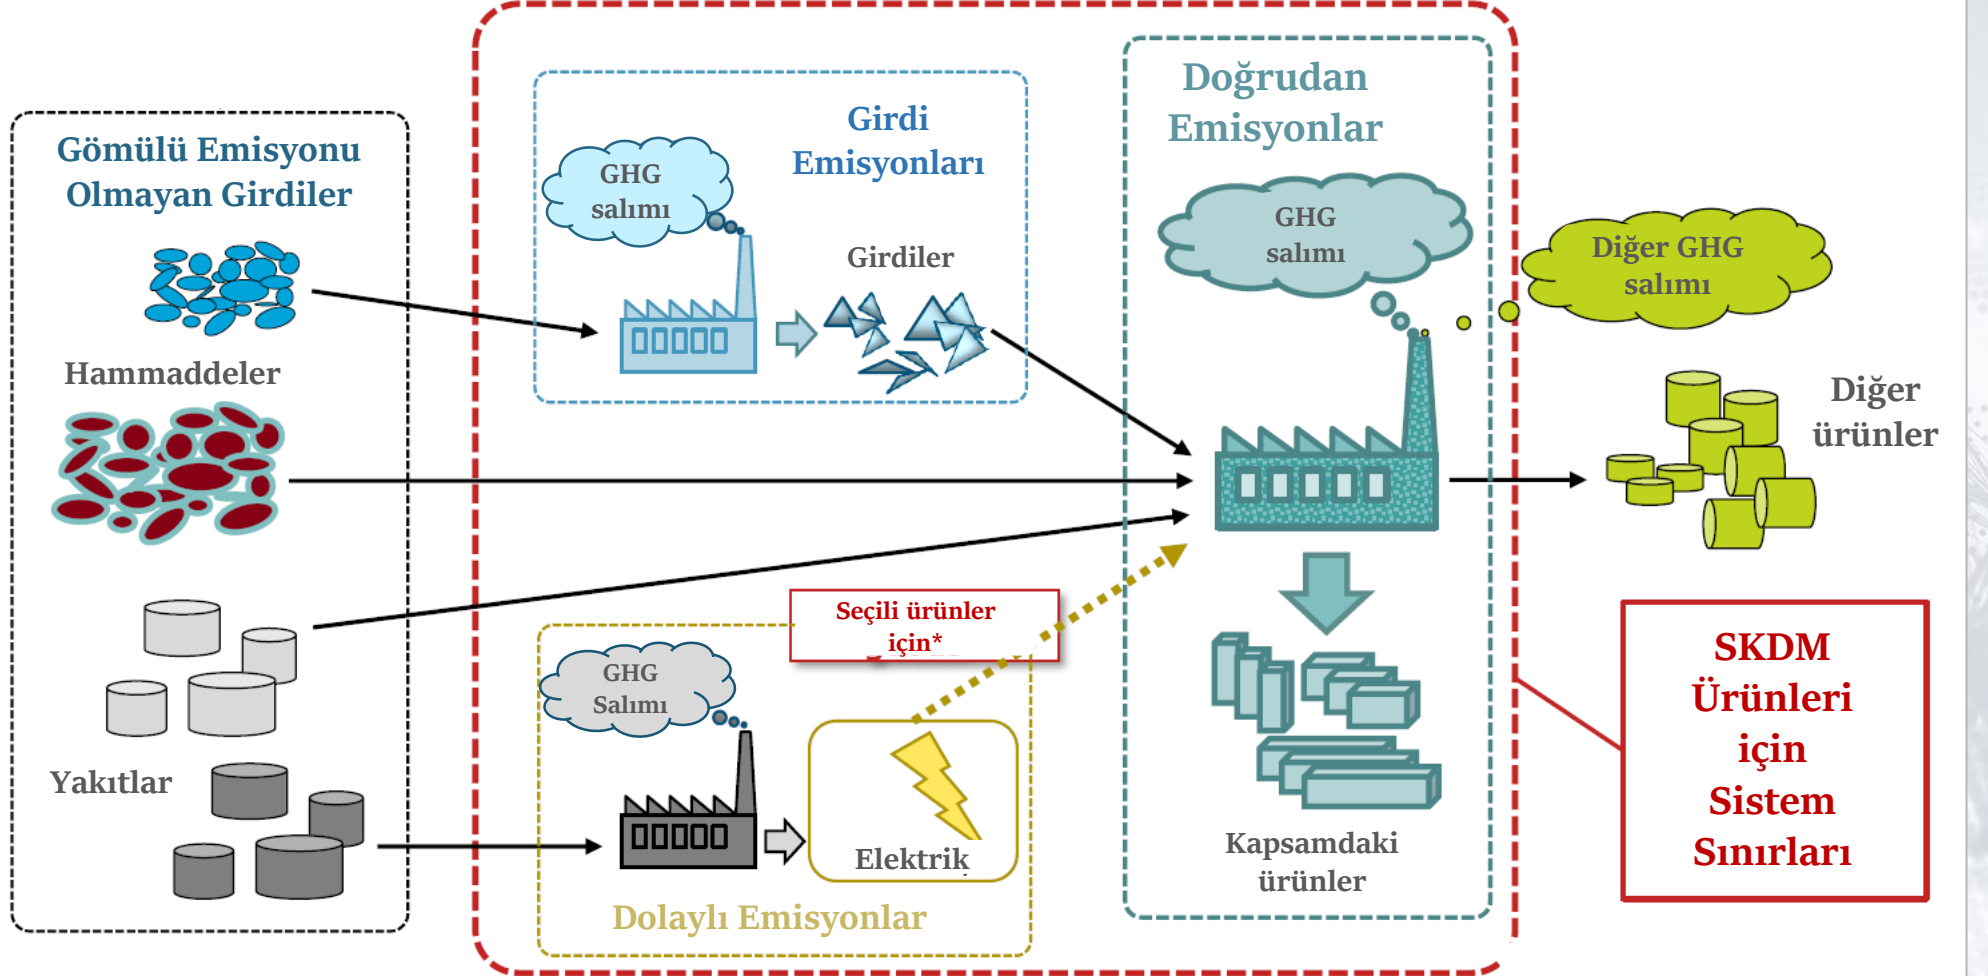 Gömülü Emisyonu
Olmayan Girdiler
Hammaddeler
Yakıtlar
Girdi
Emisyonları
GHG
salımı
Girdiler
Seçili ürünler
için*
GHG
Salımı
Elektrik
Dolaylı Emisyonlar
Doğrudan
Emisyonlar
GHG
salımı
Kapsamdaki
ürünler
Diğer GHG
salımı
Diğer
ürünler
SKDM
Ürünleri
için
Sistem
Sınırları